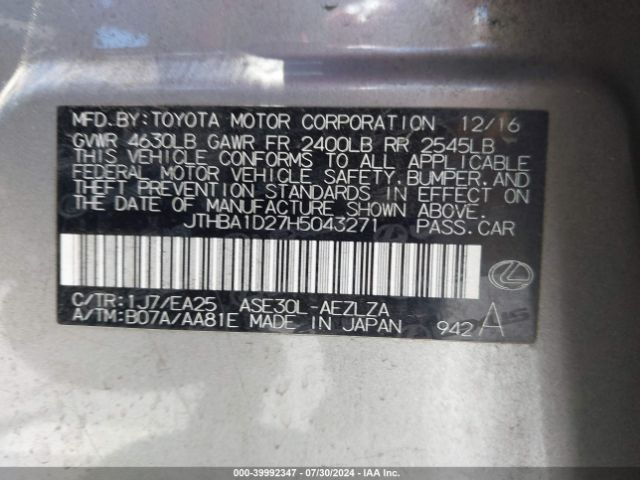 MFD. BY: TOYOTA MOTOR CORPORATION 12/16
GVWR 4630LB GAWR FR 2400LB RR 2545LB
THIS VEHICLE CONFORMS TO ALL APPLICABLE
FEDERAL MOTOR VEHICLE SAFETY, BUMPER, AND
THEFT PREVENTION STANDARDS IN EFFECT ON
THE DATE OF MANUFACTURE SHOWN ABOVE.
JTHBA1D27H5043271 PASS. CAR
C/TR: 1J7/EA25 ASE30L-AEZLZA
A/TM: B07A/AA81E MADE IN JAPAN 942 A
000-39992347 / 07/30/2024 - IAA Inc.